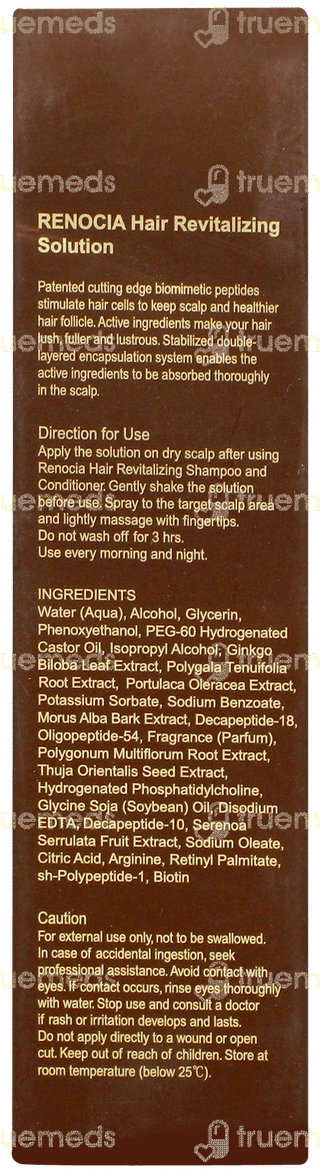 truemeds
truemeds
RENOCIA Hair Revitalizing
Solution
Patented cutting edge biomimetic peptides
stimulate hair cells to keep scalp and healthier
hair follicle. Active ingredients make your hair
lush, fuller and lustrous. Stabilized double-
layered encapsulation system enables the
active ingredients to be absorbed thoroughly
in the scalp.
Direction for Use
Apply the solution on dry scalp after using
Renocia Hair Revitalizing Shampoo and
Conditioner. Gently shake the solution
before use. Spray to the target scalp area
and lightly massage with fingertips.
Do not wash off for 3 hrs.
Use every morning and night.
INGREDIENTS
Water (Aqua), Alcohol, Glycerin,
Phenoxyethanol, PEG-60 Hydrogenated
Castor Oil, Isopropyl Alcohol, Ginkgo
Biloba Leaf Extract, Polygala Tenuifolia
Root Extract, Portulaca Oleracea Extract,
Potassium Sorbate, Sodium Benzoate,
Morus Alba Bark Extract, Decapeptide-18,
Oligopeptide-54, Fragrance (Parfum),
Polygonum Multiflorum Root Extract,
Thuja Orientalis Seed Extract,
Hydrogenated Phosphatidylcholine,
Glycine Soja (Soybean) Oil, Disodium
EDTA, Decapeptide-10, Serenoa
Serrulata Fruit Extract, Sodium Oleate,
Citric Acid, Arginine, Retinyl Palmitate,
sh-Polypeptide-1, Biotin
Caution
For external use only, not to be swallowed.
In case of accidental ingestion, seek
professional assistance. Avoid contact with
eyes. If contact occurs, rinse eyes thoroughly
with water. Stop use and consult a doctor
if rash or irritation develops and lasts.
Do not apply directly to a wound or open
cut. Keep out of reach of children. Store at
room temperature (below 25℃).
truemeds